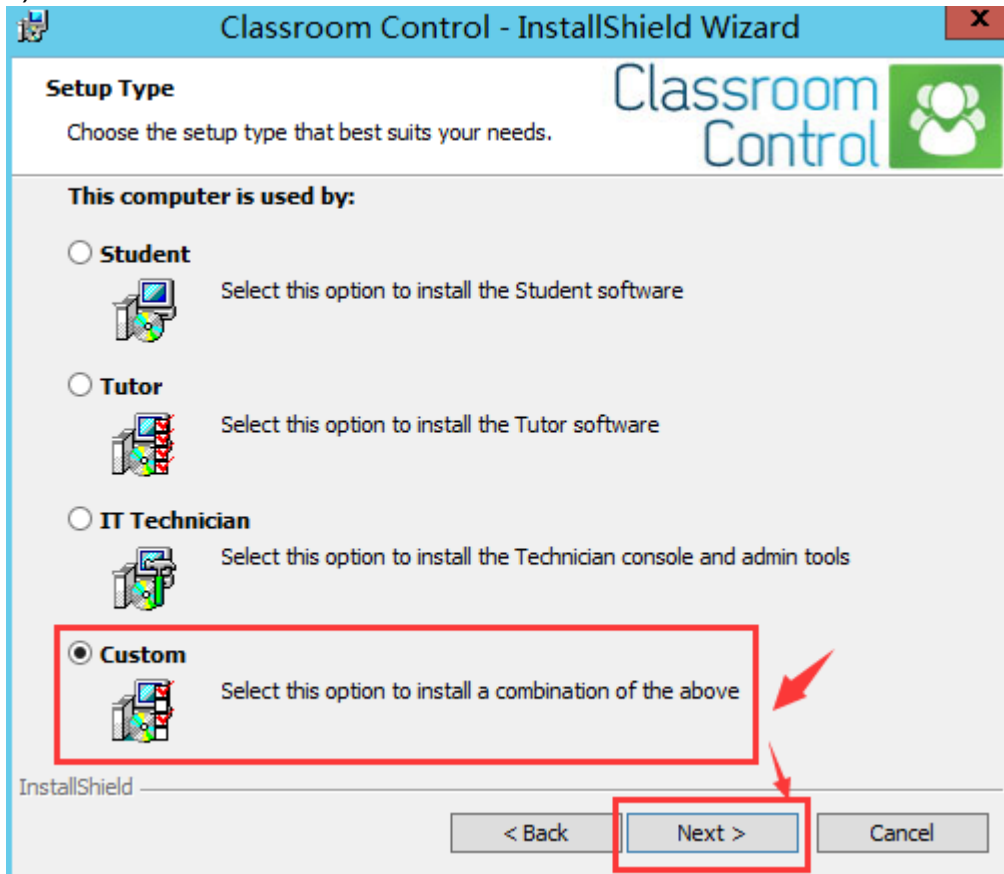 Classroom Control - InstallShield Wizard
x
Setup Type
Choose the setup type that best suits your needs.
Classroom
Control
This computer is used by:
Student
Select this option to install the Student software
Tutor
Select this option to install the Tutor software
IT Technician
Select this option to install the Technician console and admin tools
Custom
Select this option to install a combination of the above
InstallShield
< Back Next > Cancel